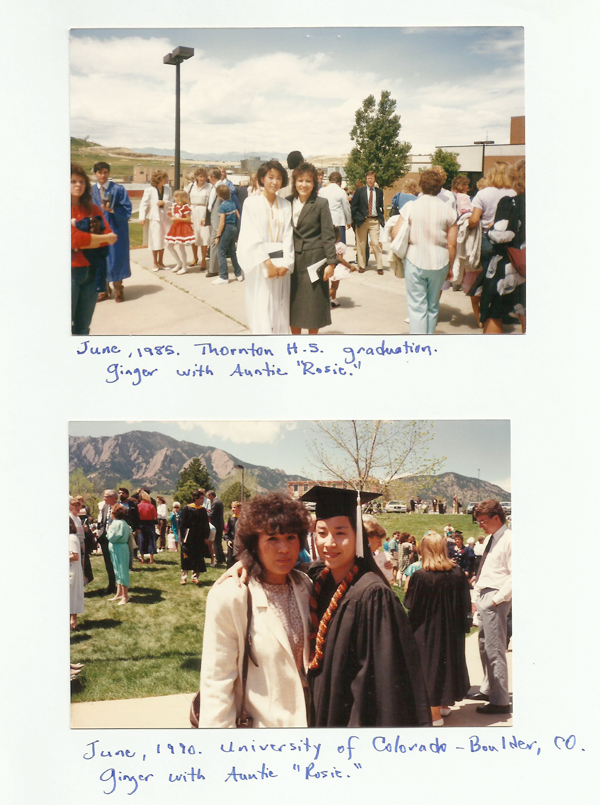 June, 1985. Thornton H.S. graduation.
Ginger with Auntie "Rosie."
June, 1990. University of Colorado - Boulder, CO.
Ginger with Auntie "Rosie."